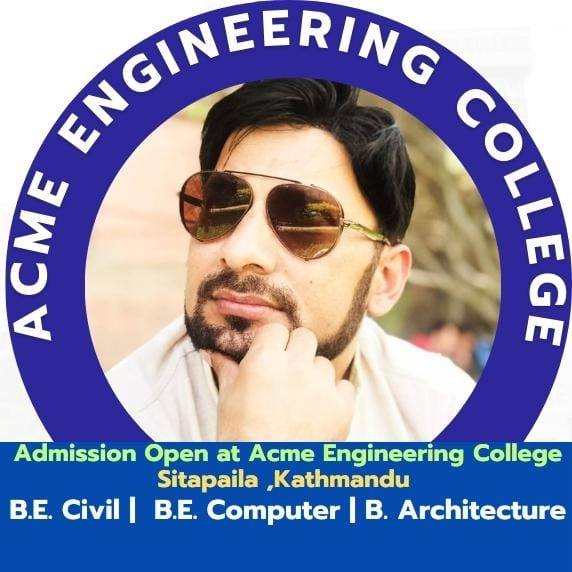 ACME ENGINEERING COLLEGE
Admission Open at Acme Engineering College
Sitapaila ,Kathmandu
B.E. Civil | B.E. Computer | B. Architecture